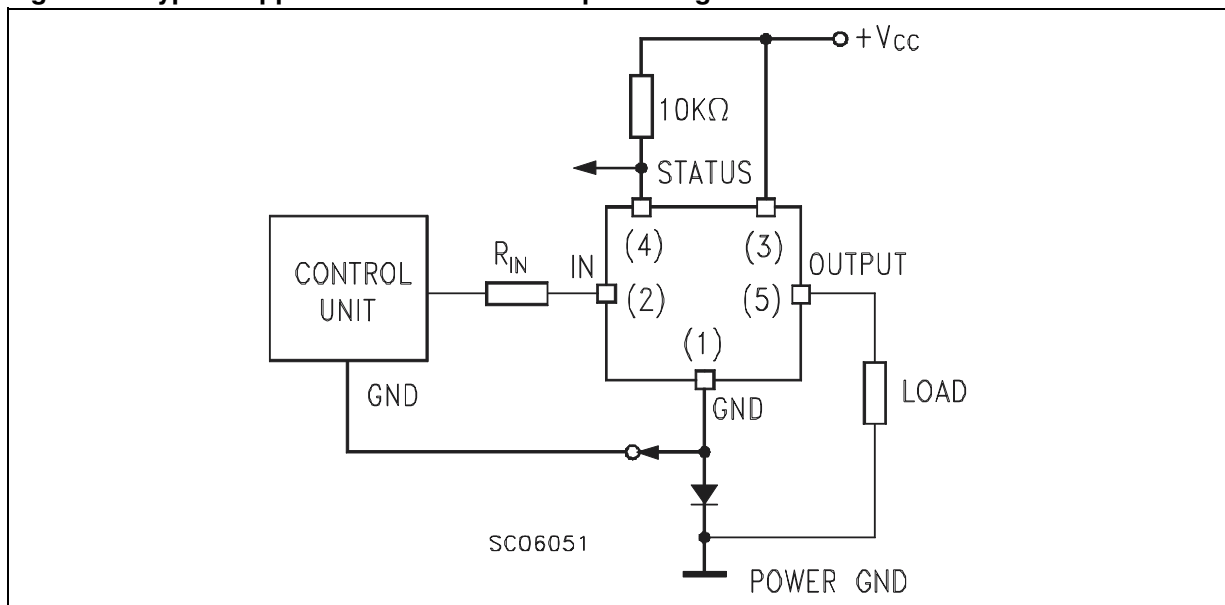 +VCC
10KΩ
STATUS
(4)
(3)
RIN
IN
OUTPUT
CONTROL
UNIT
(2)
(5)
(1)
GND
GND
LOAD
SC06051
POWER GND